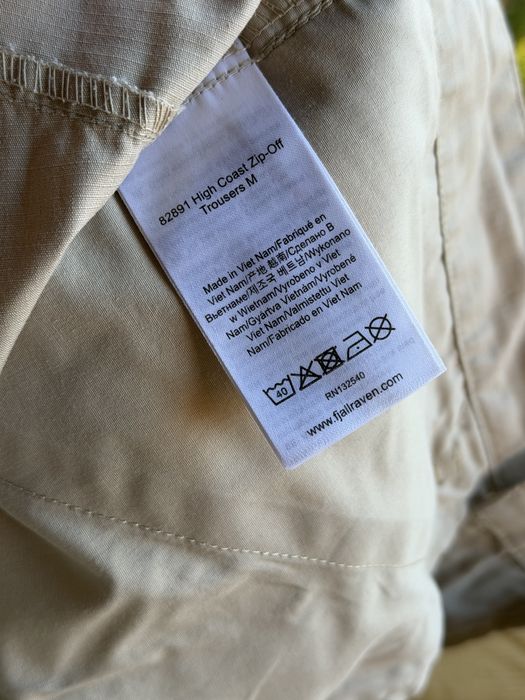 82891 High Coast Zip-Off
Trousers M
Made in Viet Nam/Fabriqué en
Viet Nam/产地 越南/Сделано В
Вьетнаме/제조국 베트남/Wykonano
w Wietnam/Vyrobeno v Viet
Nam/Gyártva Vietnám/Vyrobené
Viet Nam/Valmistettu Viet
Nam/Fabricado en Viet Nam
40
RN132540
www.fjallraven.com